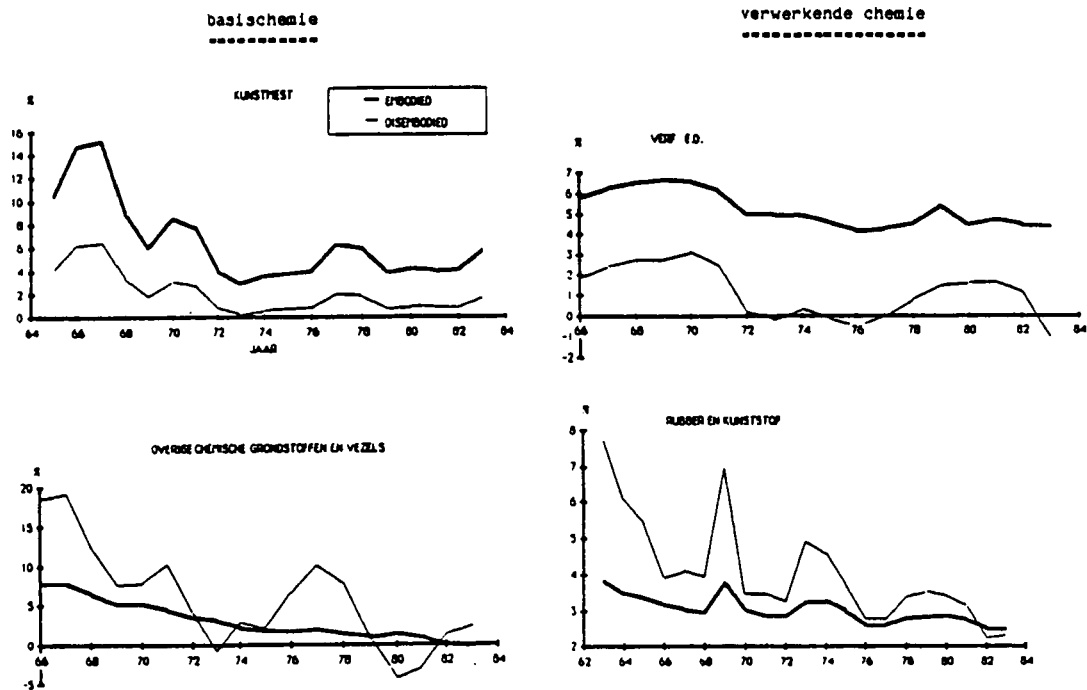 basischemie
verwerkende chemie
KUNSTMEST
EMBODIED
DISEMBODIED
%
16
14
12
10
8
6
4
2
0
64 66 68 70 72 74 76 78 80 82 84
JAAR
VERF E.D.
%
7
6
5
4
3
2
1
0
-1
-2
66 68 70 72 74 76 78 80 82 84
OVERIGE CHEMISCHE GRONDSTOFFEN EN VEZELS
%
20
15
10
5
0
-5
66 68 70 72 74 76 78 80 82 84
RUBBER EN KUNSTSTOF
%
8
7
6
5
4
3
2
62 64 66 68 70 72 74 76 78 80 82 84